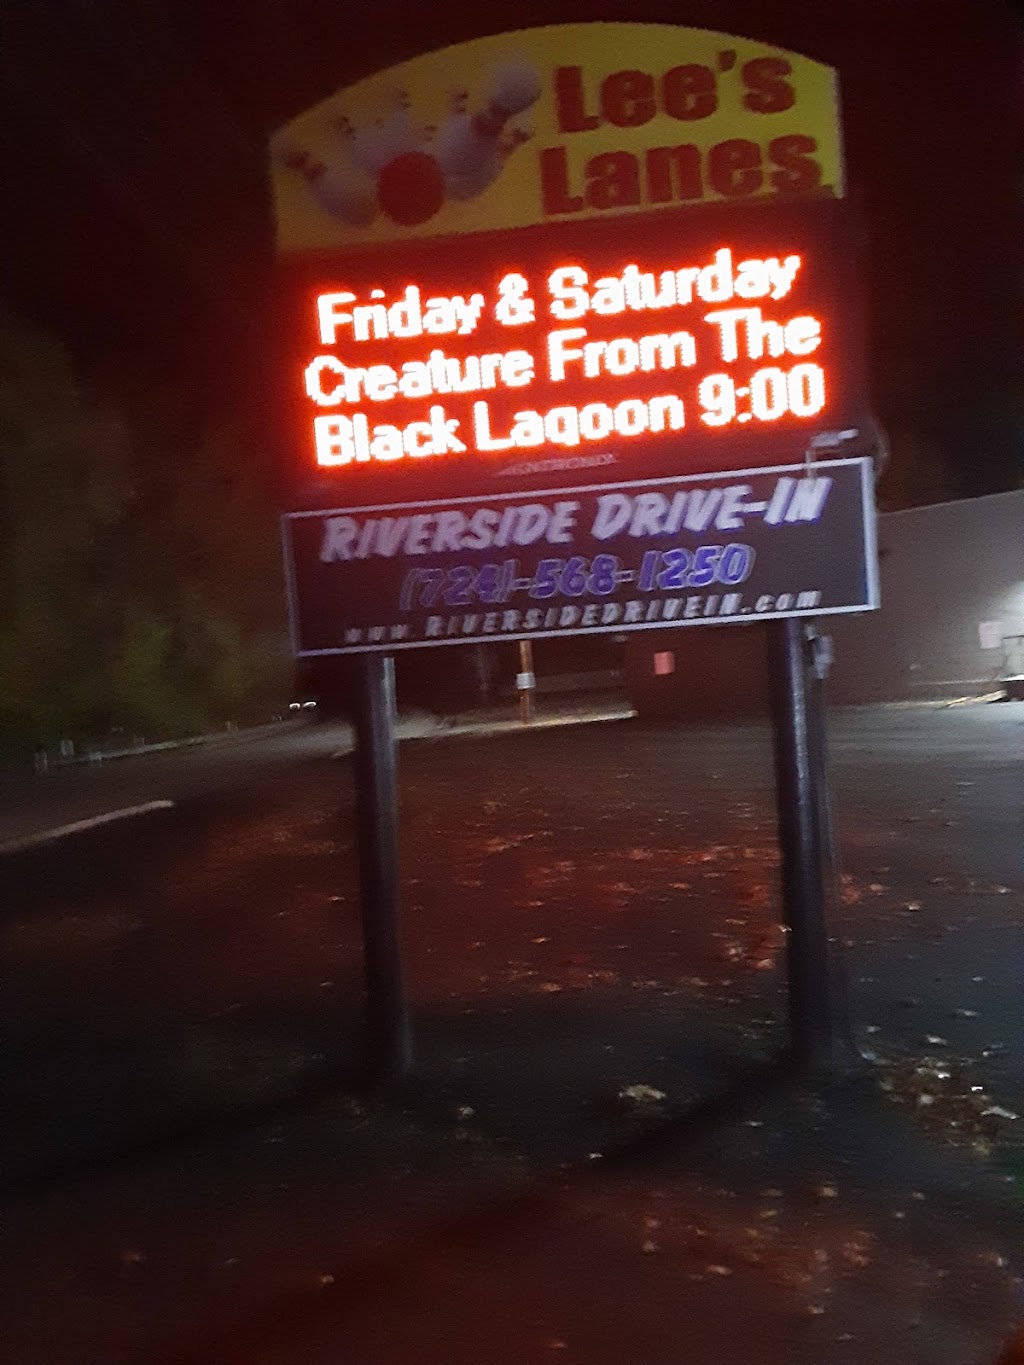 Lee's
Lanes
Friday & Saturday
Creature From The
Black Lagoon 9:00
RIVERSIDE DRIVE-IN
(724)-568-1250
www.RIVERSIDEDRIVEIN.com